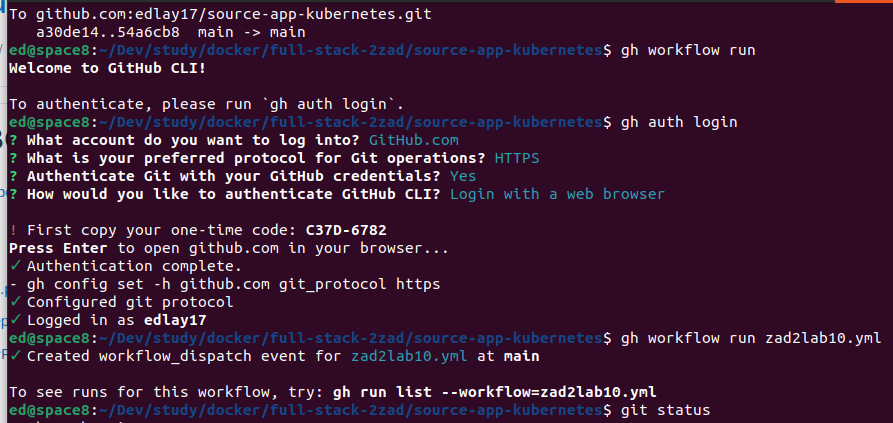 To github.com:edlay17/source-app-kubernetes.git
   a30de14..54a6cb8  main -> main
ed@space8:~/Dev/study/docker/full-stack-2zad/source-app-kubernetes$ gh workflow run
Welcome to GitHub CLI!

To authenticate, please run `gh auth login`.
ed@space8:~/Dev/study/docker/full-stack-2zad/source-app-kubernetes$ gh auth login
? What account do you want to log into? GitHub.com
? What is your preferred protocol for Git operations? HTTPS
? Authenticate Git with your GitHub credentials? Yes
? How would you like to authenticate GitHub CLI? Login with a web browser

! First copy your one-time code: C37D-6782
Press Enter to open github.com in your browser...
✓ Authentication complete.
- gh config set -h github.com git_protocol https
✓ Configured git protocol
✓ Logged in as edlay17
ed@space8:~/Dev/study/docker/full-stack-2zad/source-app-kubernetes$ gh workflow run zad2lab10.yml
✓ Created workflow_dispatch event for zad2lab10.yml at main

To see runs for this workflow, try: gh run list --workflow=zad2lab10.yml
ed@space8:~/Dev/study/docker/full-stack-2zad/source-app-kubernetes$ git status